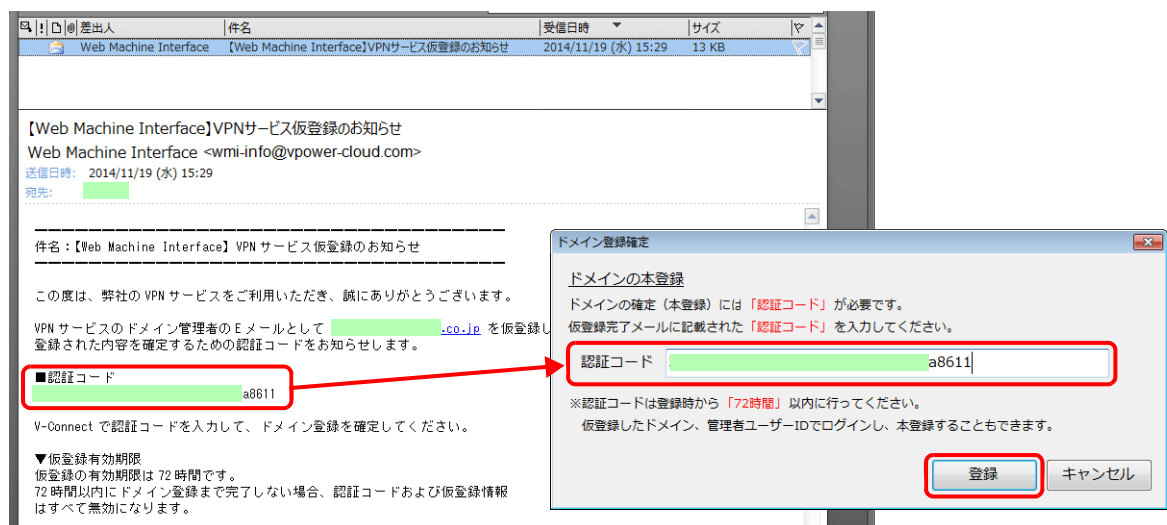 差出人 件名 受信日時 サイズ
Web Machine Interface 【Web Machine Interface】VPNサービス仮登録のお知らせ 2014/11/19 (水) 15:29 13 KB
【Web Machine Interface】VPNサービス仮登録のお知らせ
Web Machine Interface <wmi-info@vpower-cloud.com>
送信日時: 2014/11/19 (水) 15:29
宛先:
件名：【Web Machine Interface】 VPN サービス仮登録のお知らせ
この度は、弊社の VPN サービスをご利用いただき、誠にありがとうございます。
VPN サービスのドメイン管理者の E メールとして .co.jp を仮登録し
登録された内容を確定するための認証コードをお知らせします。
■認証コード
a8611
V-Connect で認証コードを入力して、ドメイン登録を確定してください。
▼仮登録有効期限
仮登録の有効期限は 72 時間です。
72 時間以内にドメイン登録まで完了しない場合、認証コードおよび仮登録情報
はすべて無効になります。
ドメイン登録確定
ドメインの本登録
ドメインの確定（本登録）には「認証コード」が必要です。
仮登録完了メールに記載された「認証コード」を入力してください。
認証コード a8611
※認証コードは登録時から「72時間」以内に行ってください。
仮登録したドメイン、管理者ユーザーIDでログインし、本登録することもできます。
登録 キャンセル